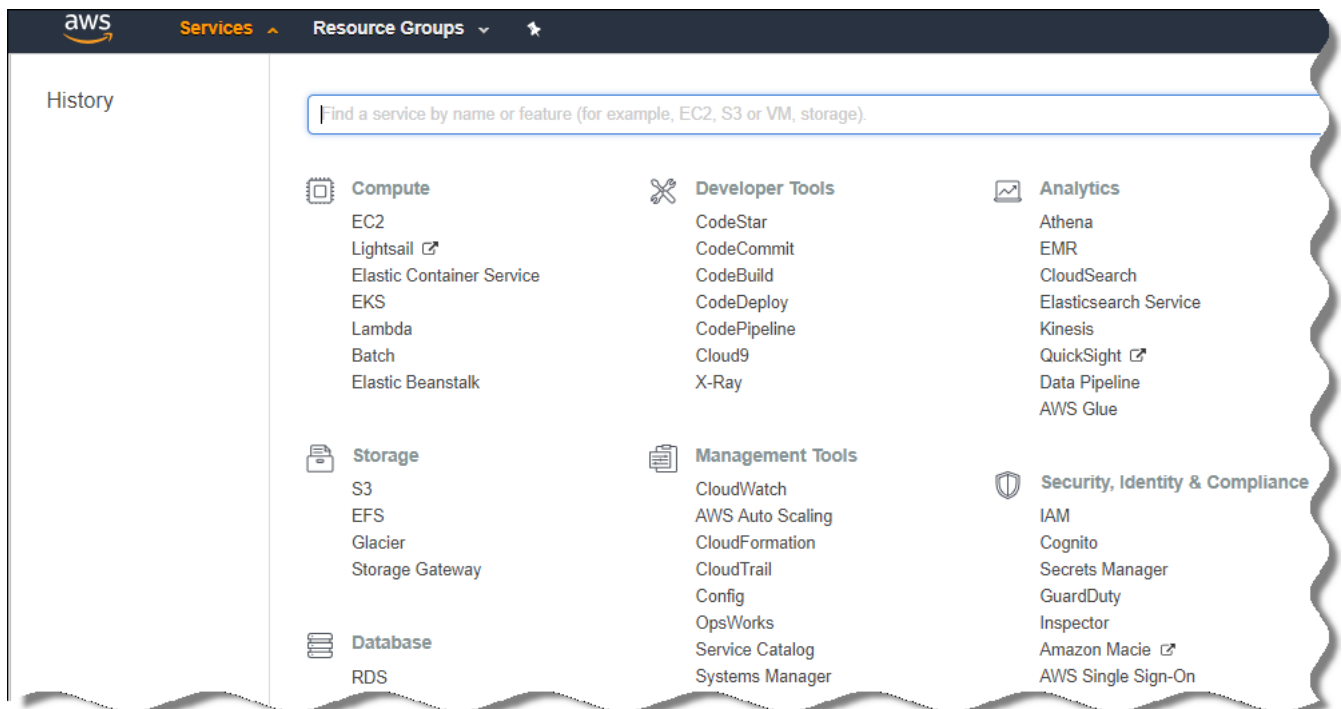 aws Services Resource Groups
History
Find a service by name or feature (for example, EC2, S3 or VM, storage).
Compute
EC2
Lightsail
Elastic Container Service
EKS
Lambda
Batch
Elastic Beanstalk
Storage
S3
EFS
Glacier
Storage Gateway
Database
RDS
Developer Tools
CodeStar
CodeCommit
CodeBuild
CodeDeploy
CodePipeline
Cloud9
X-Ray
Management Tools
CloudWatch
AWS Auto Scaling
CloudFormation
CloudTrail
Config
OpsWorks
Service Catalog
Systems Manager
Analytics
Athena
EMR
CloudSearch
Elasticsearch Service
Kinesis
QuickSight
Data Pipeline
AWS Glue
Security, Identity & Compliance
IAM
Cognito
Secrets Manager
GuardDuty
Inspector
Amazon Macie
AWS Single Sign-On